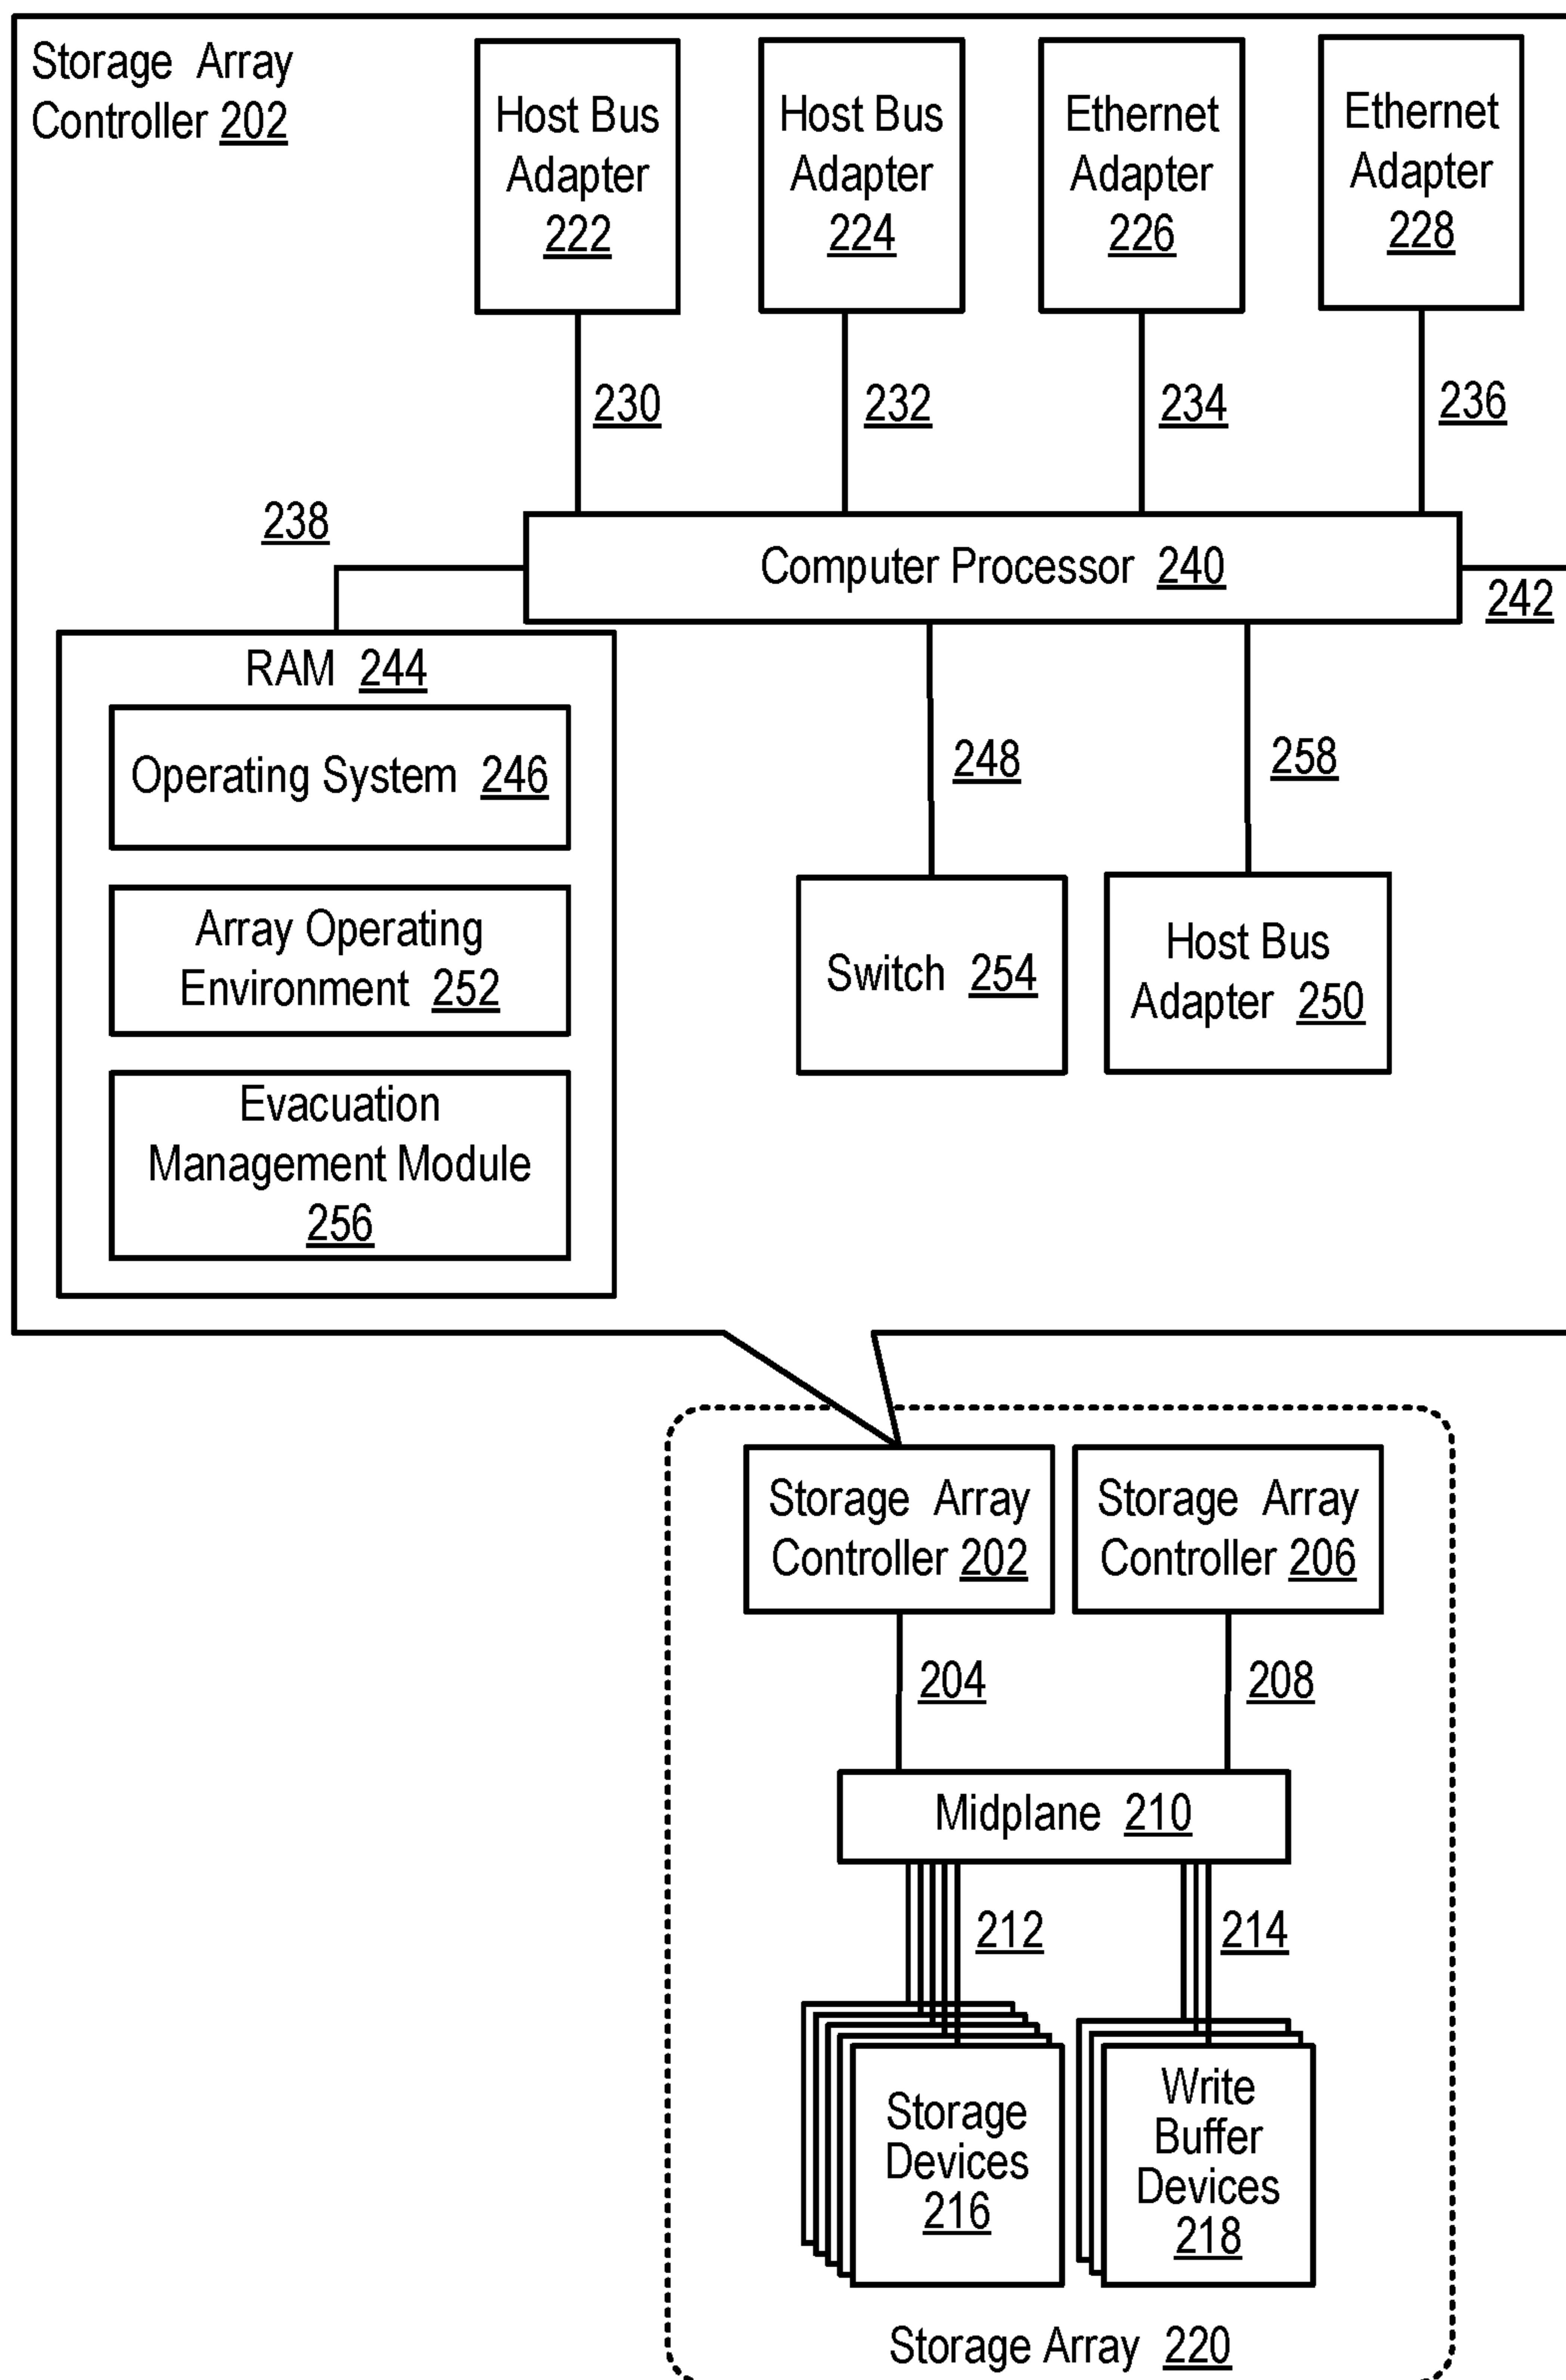 Storage Array
Controller 202
Host Bus
Adapter
222
Host Bus
Adapter
224
Ethernet
Adapter
226
Ethernet
Adapter
228
230
232
234
236
238
Computer Processor 240
242
RAM 244
Operating System 246
Array Operating
Environment 252
Evacuation
Management Module
256
248
258
Switch 254
Host Bus
Adapter 250
Storage Array
Controller 202
Storage Array
Controller 206
204
208
Midplane 210
212
214
Storage
Devices
216
Write
Buffer
Devices
218
Storage Array 220